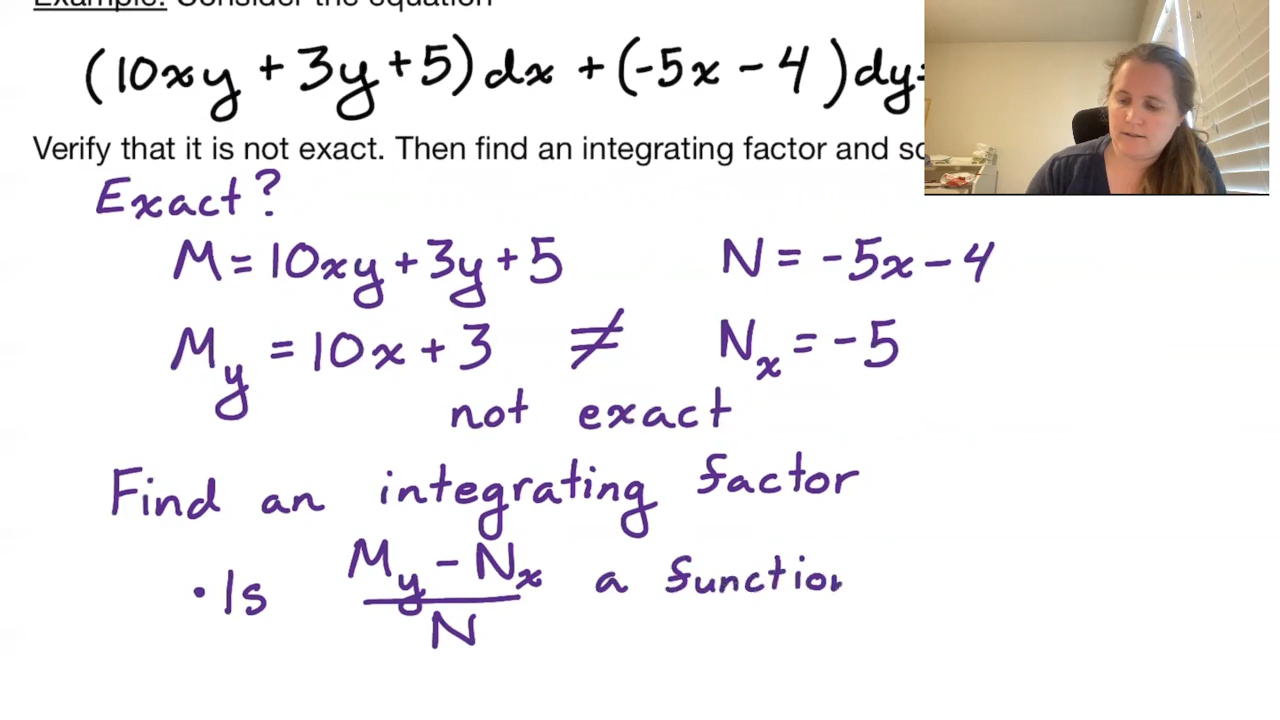 Example: Consider the equation
(10xy + 3y + 5) dx + (-5x - 4) dy=
Verify that it is not exact. Then find an integrating factor and
Exact?
M = 10xy + 3y + 5 N = -5x - 4
M_y = 10x + 3 ≠ N_x = -5
not exact
Find an integrating factor
• Is (M_y - N_x)/N a function